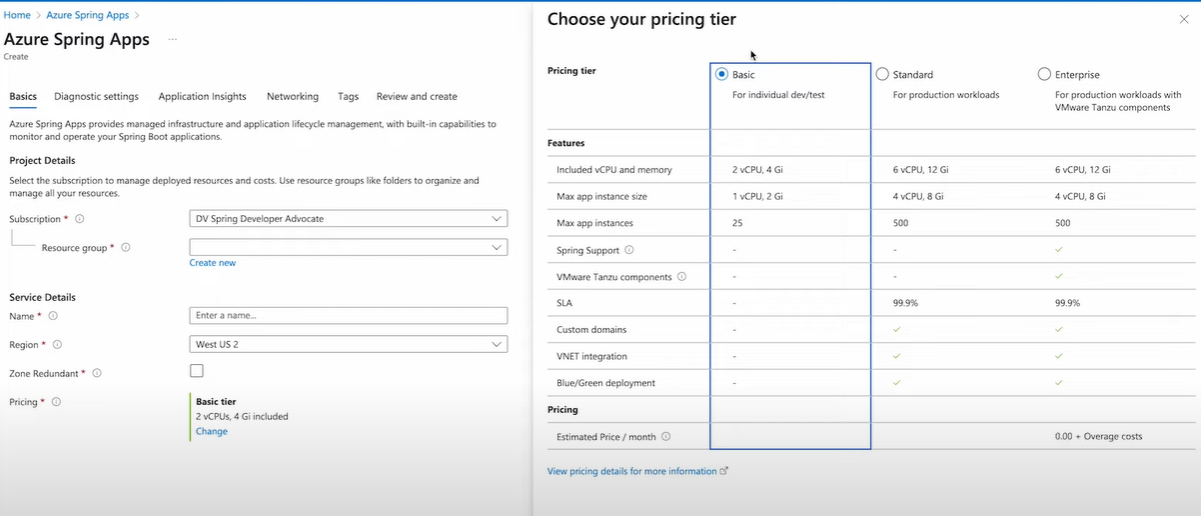 Home > Azure Spring Apps >
Azure Spring Apps ...
Create
Basics Diagnostic settings Application Insights Networking Tags Review and create
Azure Spring Apps provides managed infrastructure and application lifecycle management, with built-in capabilities to
monitor and operate your Spring Boot applications.
Project Details
Select the subscription to manage deployed resources and costs. Use resource groups like folders to organize and
manage all your resources.
Subscription * DV Spring Developer Advocate
Resource group *
Create new
Service Details
Name * Enter a name...
Region * West US 2
Zone Redundant *
Pricing * Basic tier
2 vCPUs, 4 Gi included
Change
Choose your pricing tier
Pricing tier Basic Standard Enterprise
For individual dev/test For production workloads For production workloads with
VMware Tanzu components
Features
Included vCPU and memory 2 vCPU, 4 Gi 6 vCPU, 12 Gi 6 vCPU, 12 Gi
Max app instance size 1 vCPU, 2 Gi 4 vCPU, 8 Gi 4 vCPU, 8 Gi
Max app instances 25 500 500
Spring Support - - ✓
VMware Tanzu components - - ✓
SLA - 99.9% 99.9%
Custom domains - ✓ ✓
VNET integration - ✓ ✓
Blue/Green deployment - ✓ ✓
Pricing
Estimated Price / month 0.00 + Overage costs
View pricing details for more information